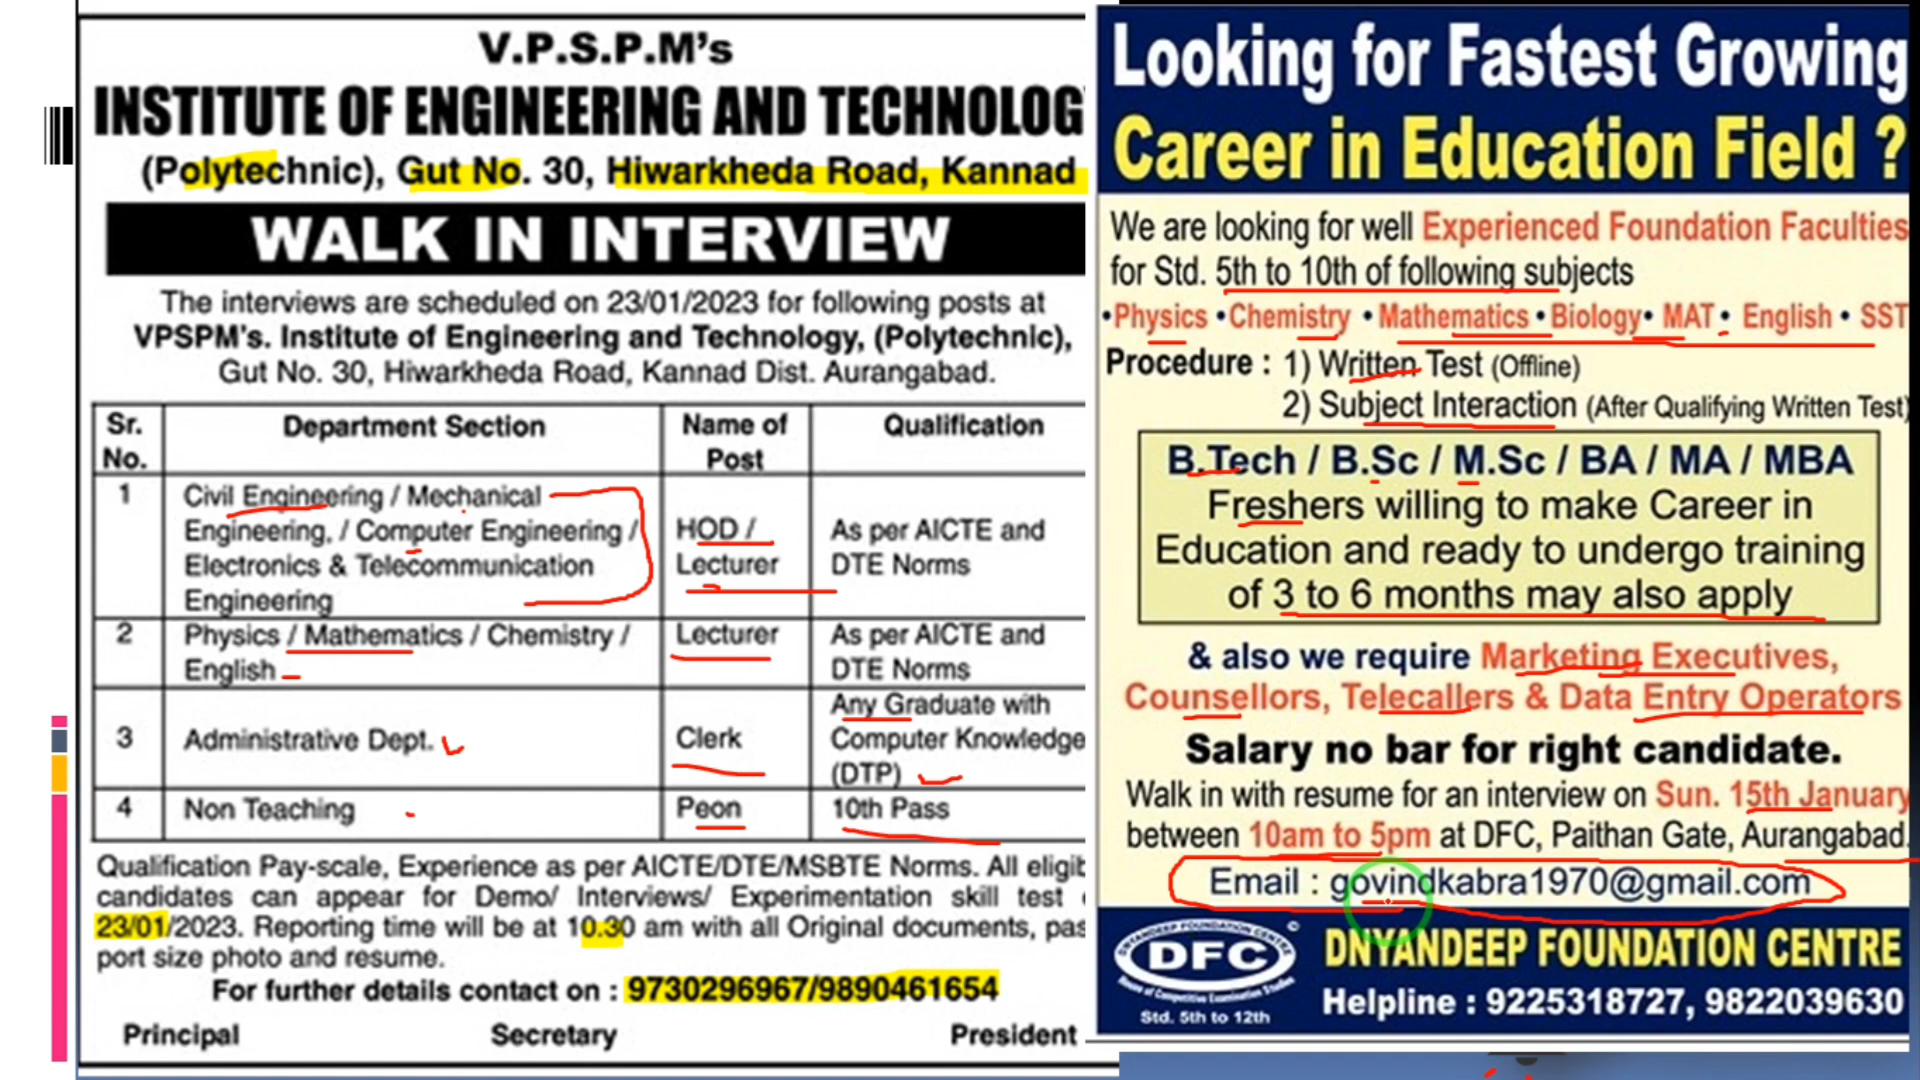 V.P.S.P.M's
INSTITUTE OF ENGINEERING AND TECHNOLOG
(Polytechnic), Gut No. 30, Hiwarkheda Road, Kannad
WALK IN INTERVIEW
The interviews are scheduled on 23/01/2023 for following posts at
VPSPM's. Institute of Engineering and Technology, (Polytechnic),
Gut No. 30, Hiwarkheda Road, Kannad Dist. Aurangabad.
Sr. No. Department Section Name of Post Qualification
1 Civil Engineering / Mechanical
Engineering, / Computer Engineering / HOD / As per AICTE and
Electronics & Telecommunication Lecturer DTE Norms
Engineering
2 Physics / Mathematics / Chemistry / Lecturer As per AICTE and
English DTE Norms
Any Graduate with
3 Administrative Dept. Clerk Computer Knowledge
(DTP)
4 Non Teaching Peon 10th Pass
Qualification Pay-scale, Experience as per AICTE/DTE/MSBTE Norms. All eligib
candidates can appear for Demo/ Interviews/ Experimentation skill test
23/01/2023. Reporting time will be at 10.30 am with all Original documents, pas
port size photo and resume.
For further details contact on : 9730296967/9890461654
Principal Secretary President
Looking for Fastest Growing
Career in Education Field ?
We are looking for well Experienced Foundation Faculties
for Std. 5th to 10th of following subjects
•Physics •Chemistry •Mathematics •Biology• MAT• English • SST
Procedure : 1) Written Test (Offline)
2) Subject Interaction (After Qualifying Written Test)
B.Tech / B.Sc / M.Sc / BA / MA / MBA
Freshers willing to make Career in
Education and ready to undergo training
of 3 to 6 months may also apply
& also we require Marketing Executives,
Counsellors, Telecallers & Data Entry Operators
Salary no bar for right candidate.
Walk in with resume for an interview on Sun. 15th January
between 10am to 5pm at DFC, Paithan Gate, Aurangabad.
Email : govindkabra1970@gmail.com
DNYANDEEP FOUNDATION CENTRE
DFC
House of Competitive Examination Studies
Std. 5th to 12th
DNYANDEEP FOUNDATION CENTRE
Helpline : 9225318727, 9822039630